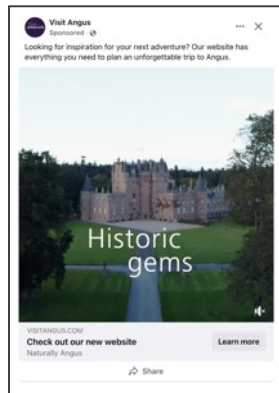 Visit Angus
Sponsored ·
Looking for inspiration for your next adventure? Our website has
everything you need to plan an unforgettable trip to Angus.
Historic
gems
VISITANGUS.COM
Check out our new website
Naturally Angus
Learn more
Share